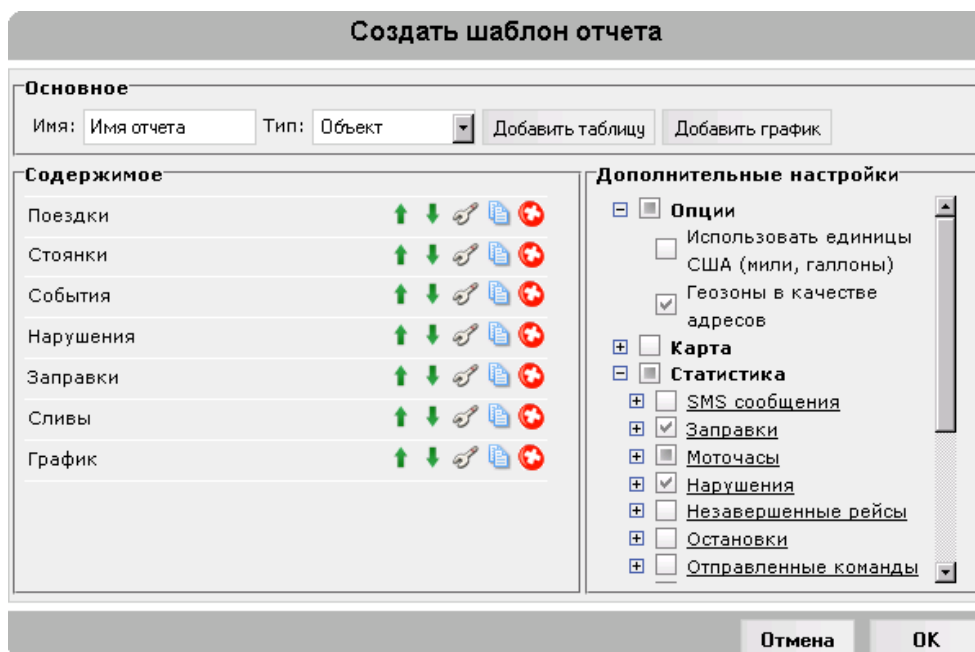 Создать шаблон отчета
Основное
Имя: Имя отчета Тип: Объект Добавить таблицу Добавить график
Содержимое
Поездки
Стоянки
События
Нарушения
Заправки
Сливы
График
Дополнительные настройки
Опции
Использовать единицы
США (мили, галлоны)
Геозоны в качестве
адресов
Карта
Статистика
SMS сообщения
Заправки
Моточасы
Нарушения
Незавершенные рейсы
Остановки
Отправленные команды
Отмена OK